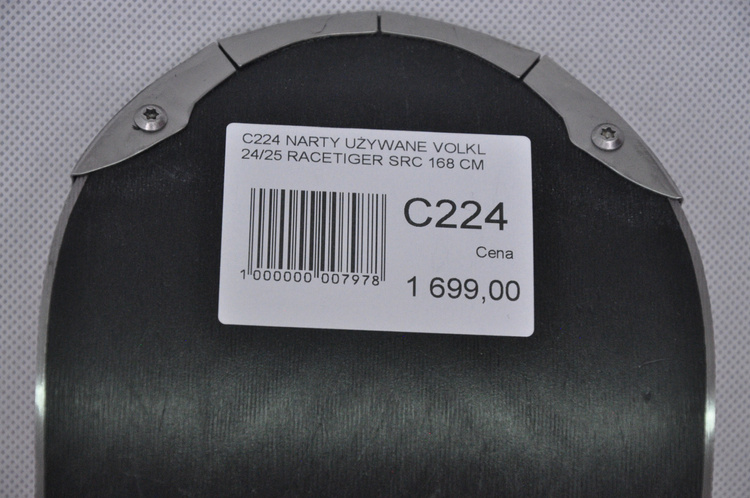 C224 NARTY UŻYWANE VOLKL
24/25 RACETIGER SRC 168 CM
C224
Cena
1 699,00
1 000000 007978